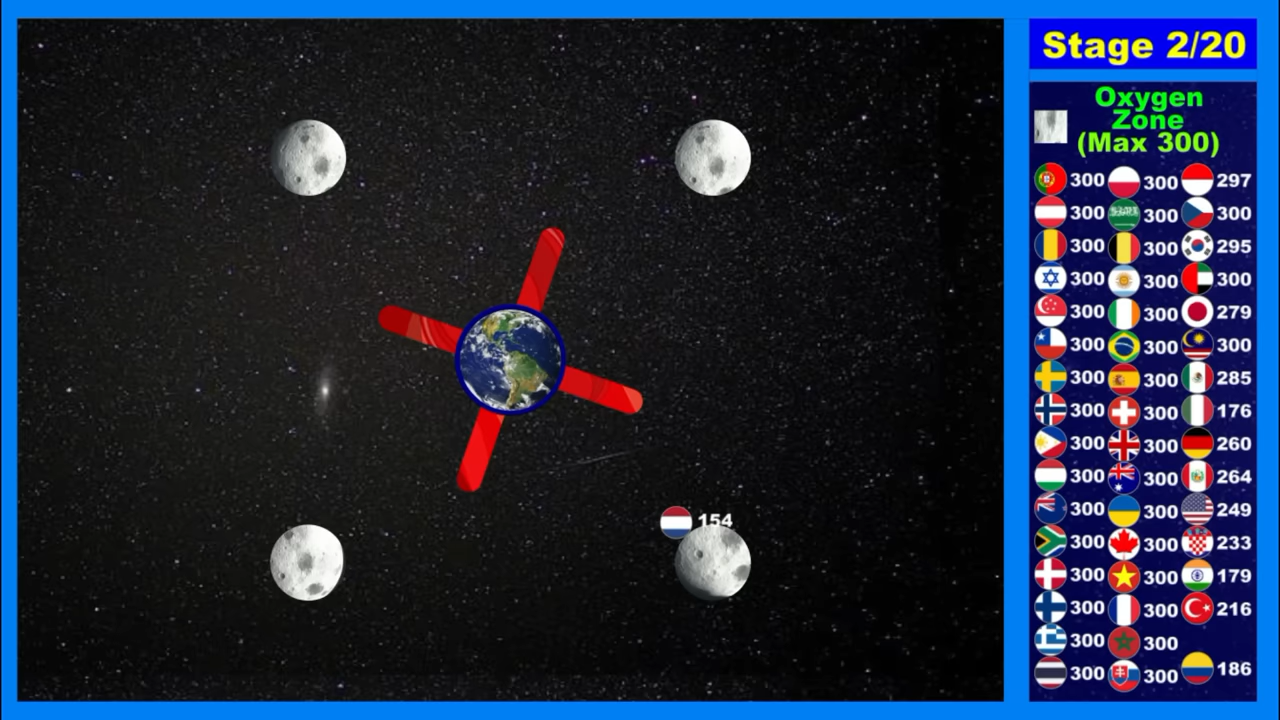 Stage 2/20
Oxygen
Zone
(Max 300)
300 300 297
300 300 300
300 300 295
300 300 300
300 300 279
300 300 300
300 300 285
300 300 176
300 300 260
300 300 264
300 300 249
300 300 233
300 300 179
300 300 216
300 300
300 300 186
154